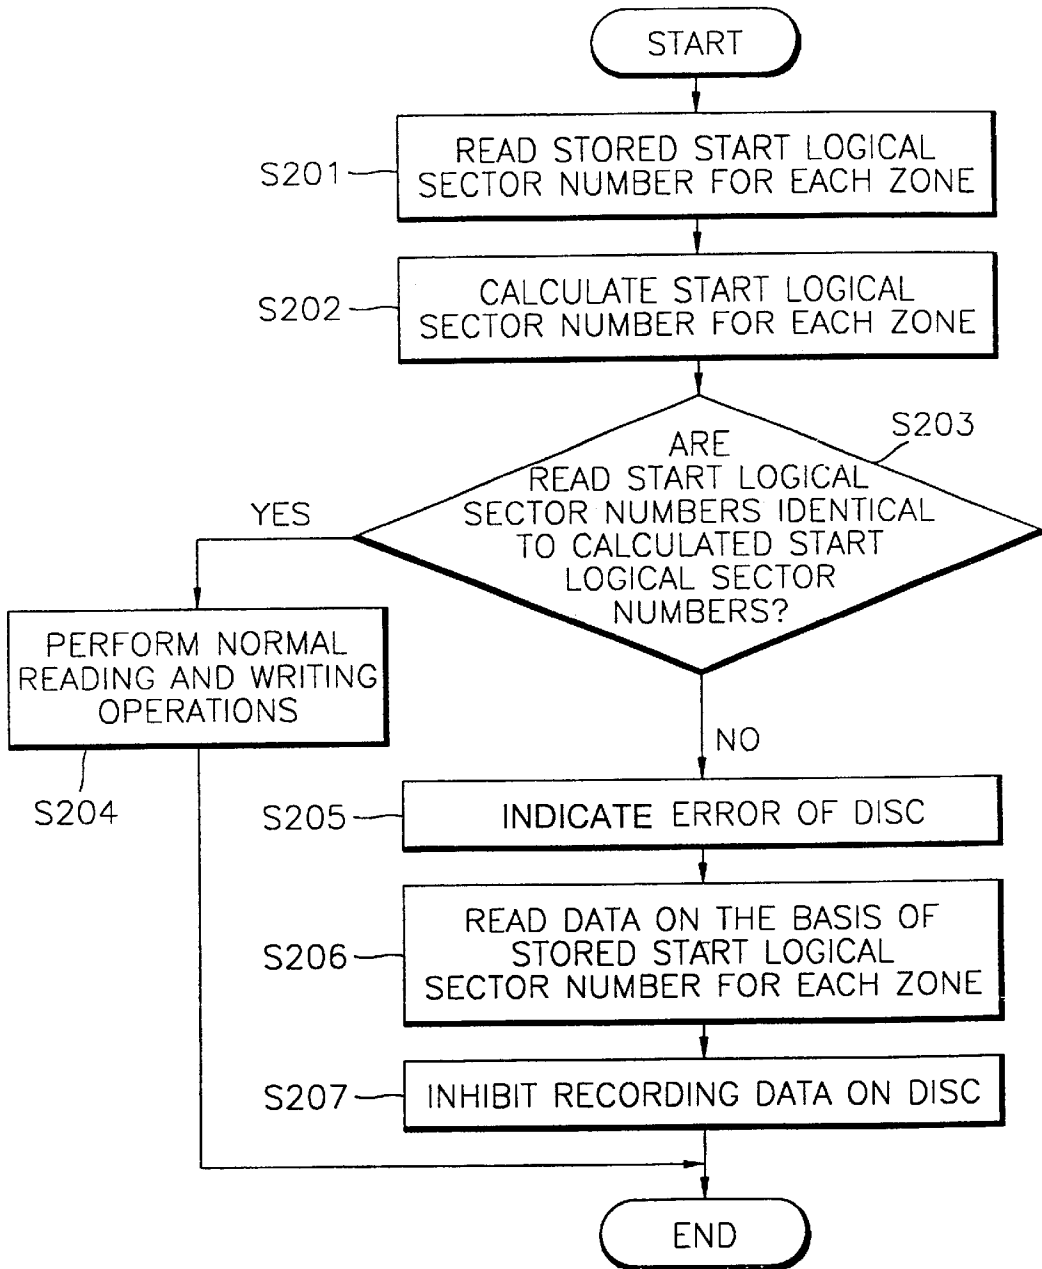 START
S201
READ STORED START LOGICAL
SECTOR NUMBER FOR EACH ZONE
S202
CALCULATE START LOGICAL
SECTOR NUMBER FOR EACH ZONE
S203
ARE
READ START LOGICAL
SECTOR NUMBERS IDENTICAL
TO CALCULATED START
LOGICAL SECTOR
NUMBERS?
YES
PERFORM NORMAL
READING AND WRITING
OPERATIONS
S204
NO
S205
INDICATE ERROR OF DISC
S206
READ DATA ON THE BASIS OF
STORED START LOGICAL
SECTOR NUMBER FOR EACH ZONE
S207
INHIBIT RECORDING DATA ON DISC
END